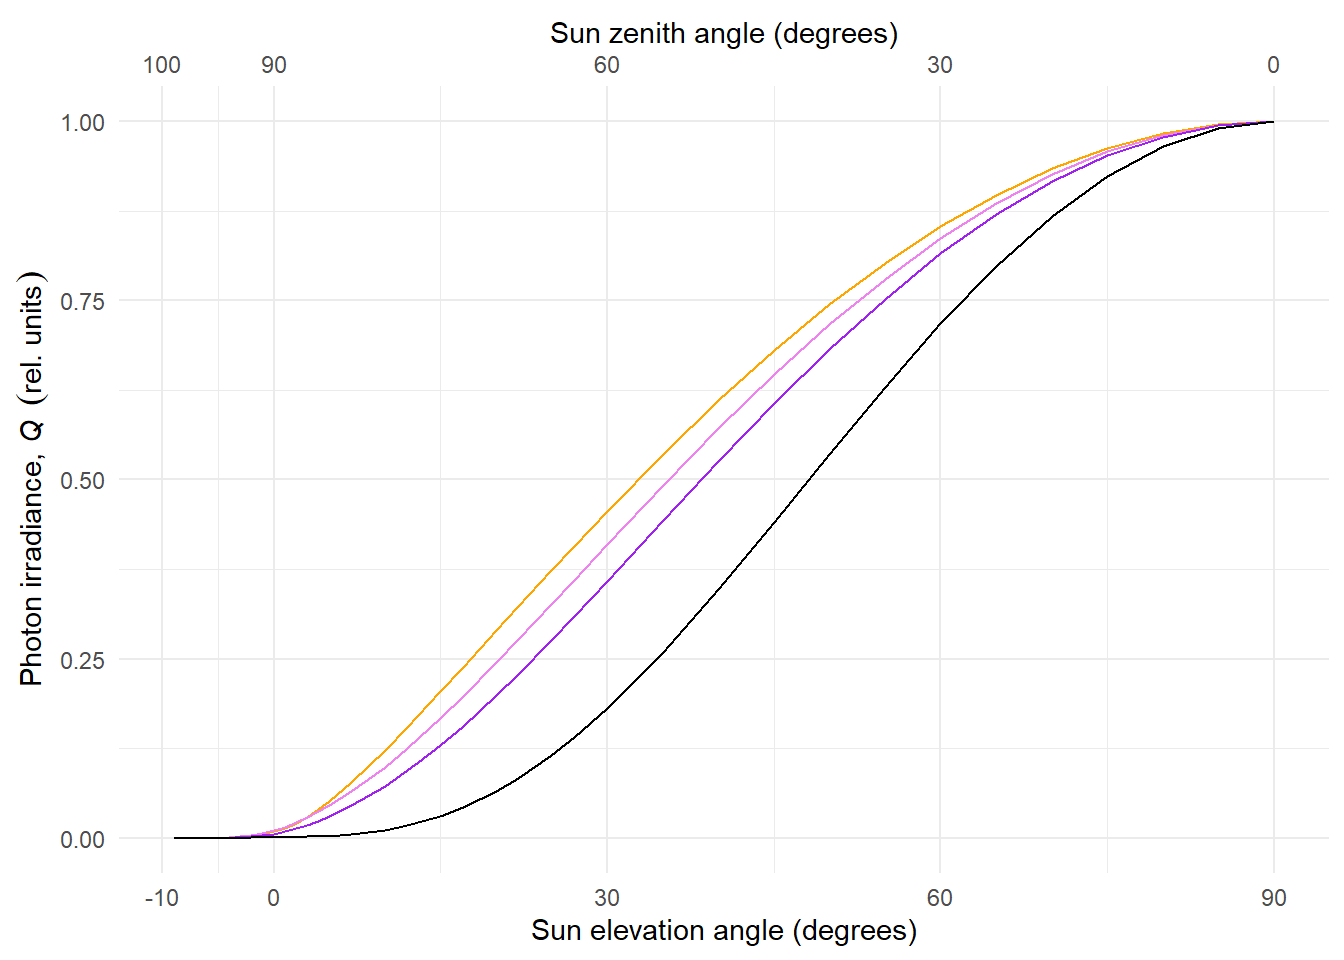 Sun zenith angle (degrees)
100 90 60 30 0
1.00
0.75
0.50
0.25
0.00
Photon irradiance, Q (rel. units)
-10 0 30 60 90
Sun elevation angle (degrees)